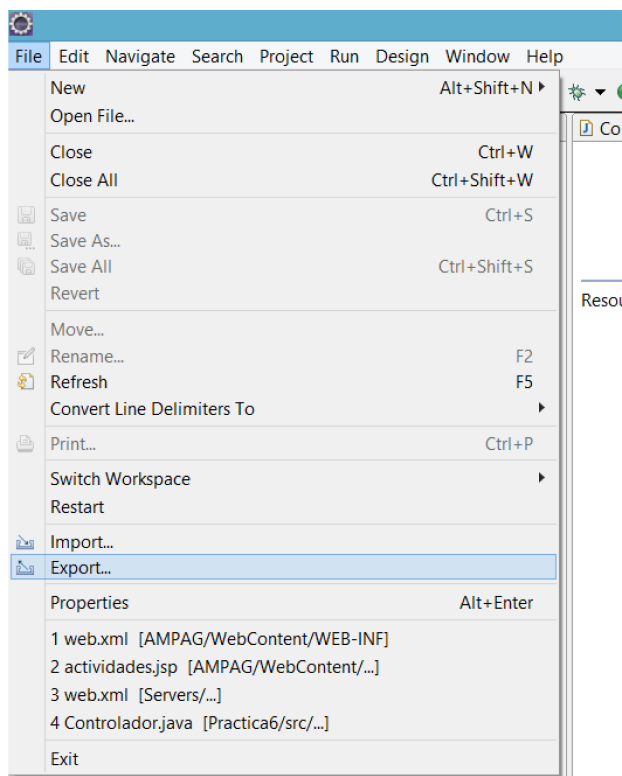 File Edit Navigate Search Project Run Design Window Help
New Alt+Shift+N
Open File...
Co
Close Ctrl+W
Close All Ctrl+Shift+W
Save Ctrl+S
Save As...
Save All Ctrl+Shift+S
Revert
Resou
Move...
Rename... F2
Refresh F5
Convert Line Delimiters To
Print... Ctrl+P
Switch Workspace
Restart
Import...
Export...
Properties Alt+Enter
1 web.xml [AMPAG/WebContent/WEB-INF]
2 actividades.jsp [AMPAG/WebContent/...]
3 web.xml [Servers/...]
4 Controlador.java [Practica6/src/...]
Exit